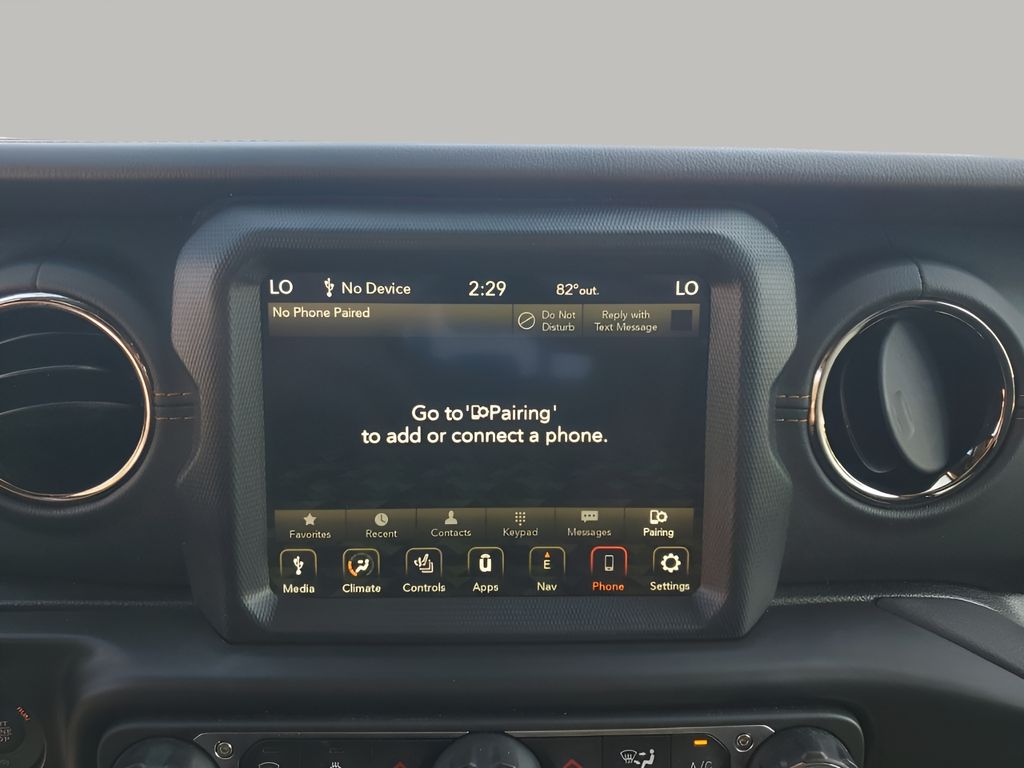 LO No Device 2:29 82°out. LO
No Phone Paired
Do Not
Disturb
Reply with
Text Message
Go to 'Pairing'
to add or connect a phone.
Favorites Recent Contacts Keypad Messages Pairing
E
Media Climate Controls Apps Nav Phone Settings
RUN
A/C